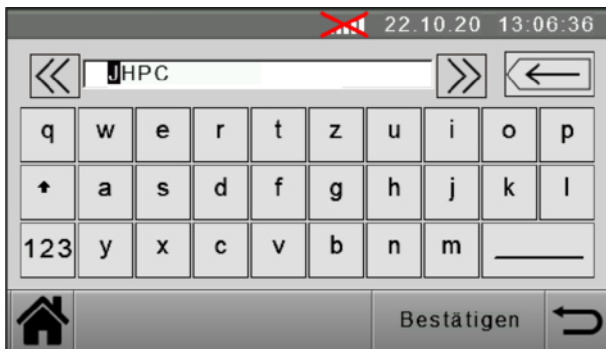 22.10.20 13:06:36
JHPC
q w e r t z u i o p
a s d f g h j k l
123 y x c v b n m
Bestätigen